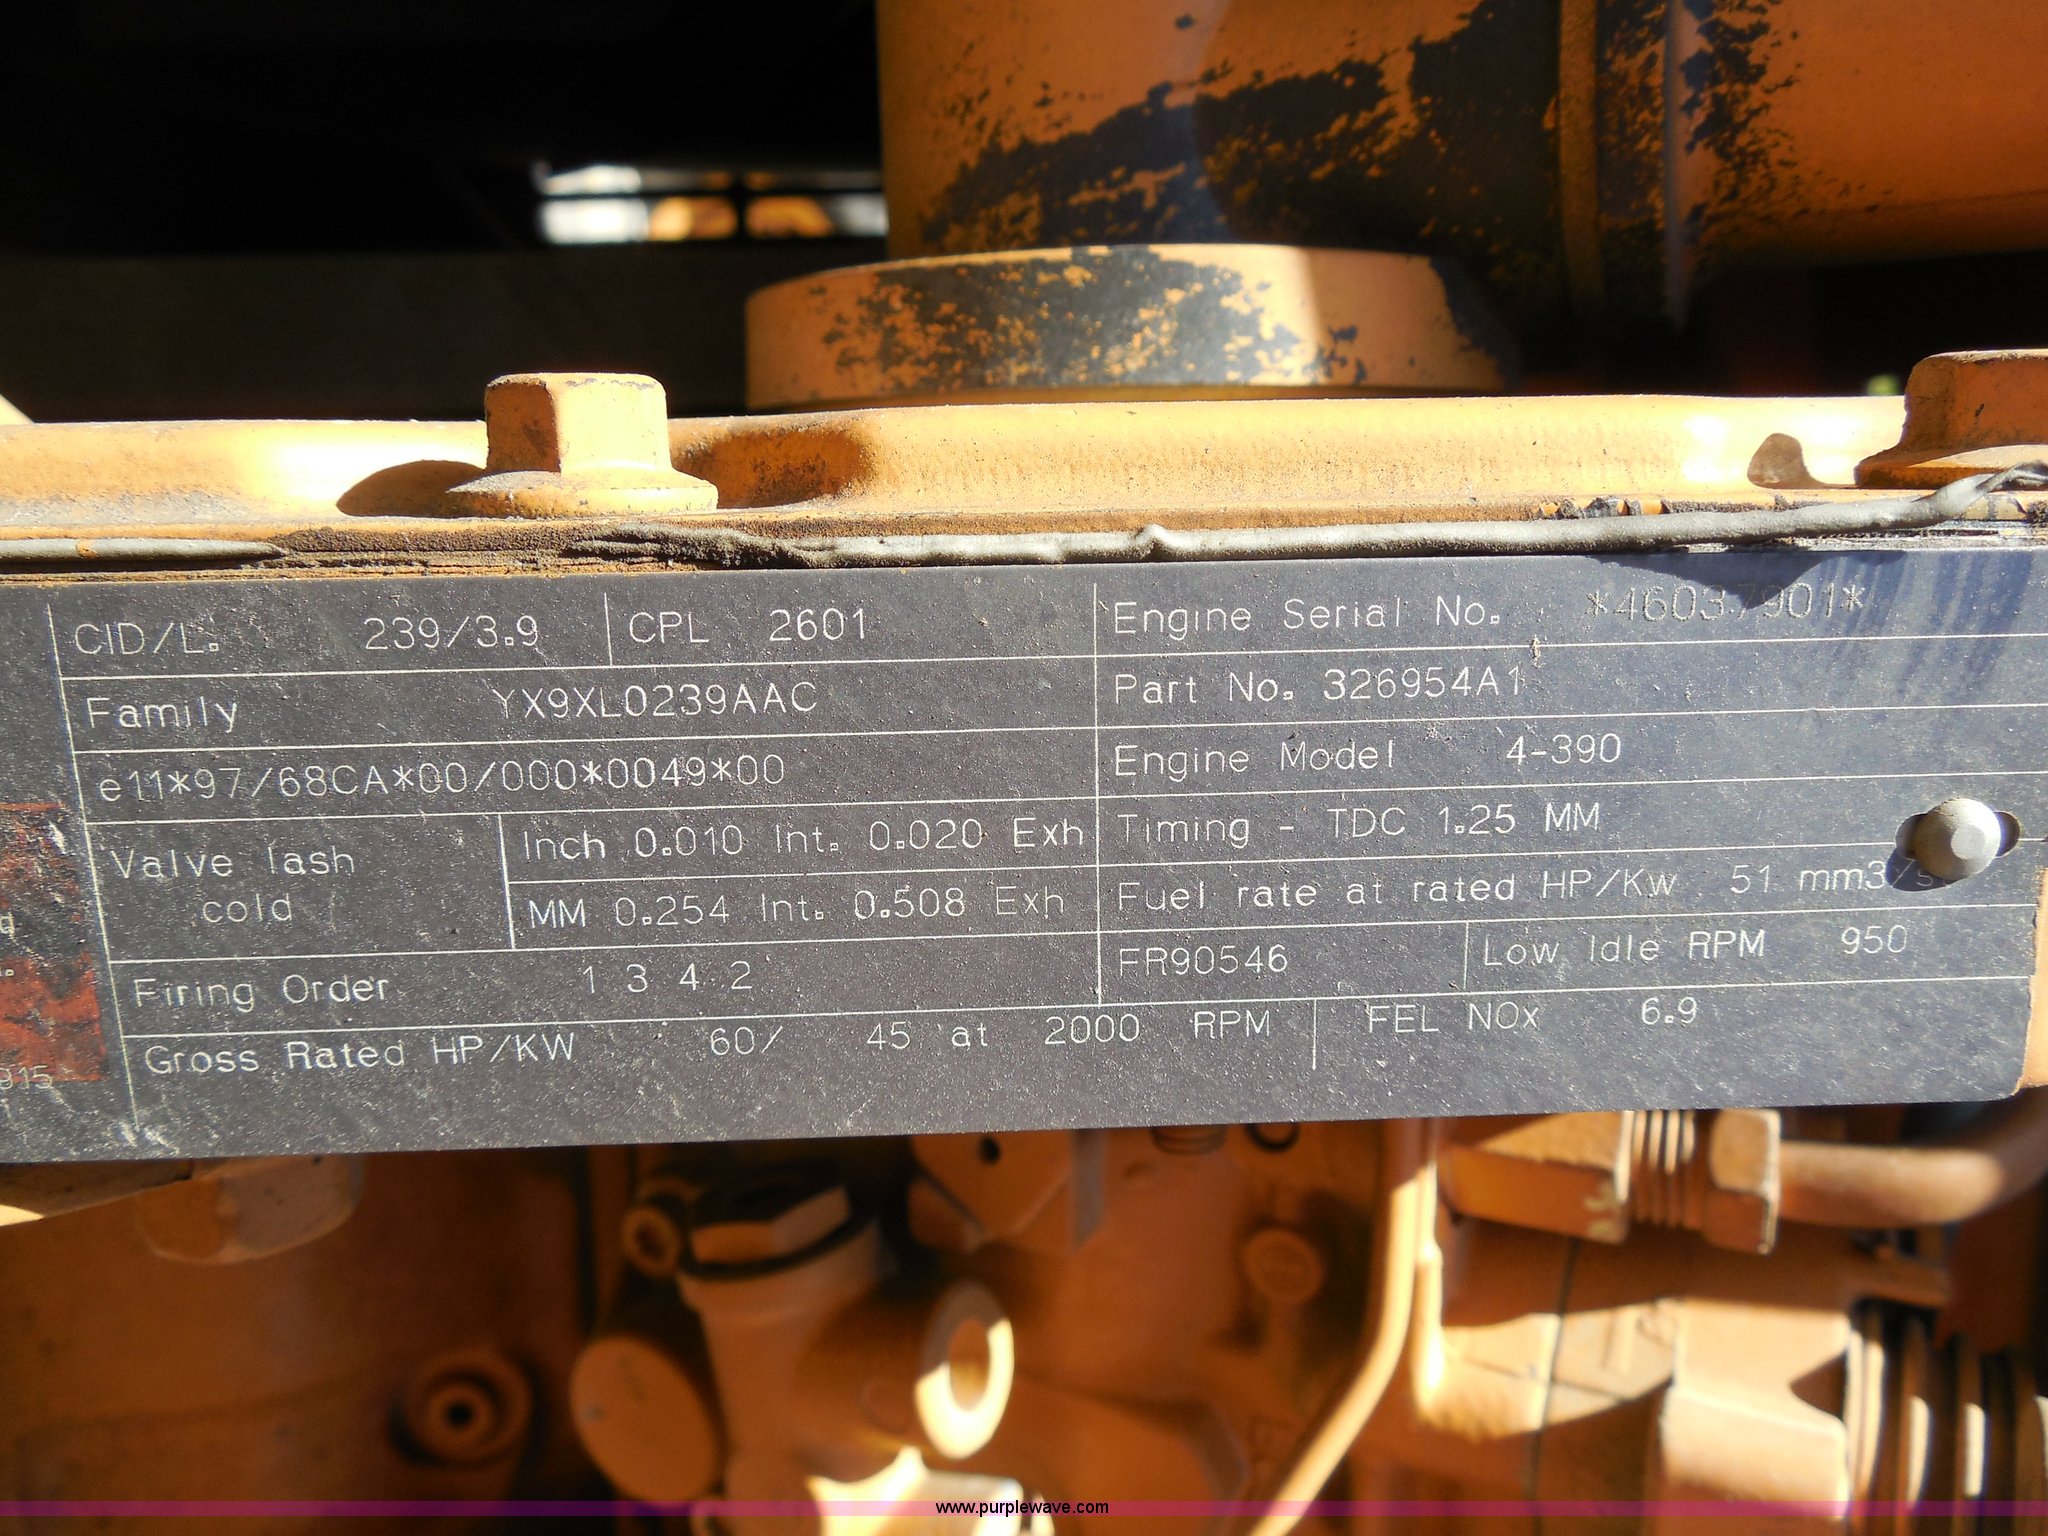 CID/L. 239/3.9 CPL 2601
Family YX9XL0239AAC
e11*97/68CA*00/000*0049*00
Valve lash cold
Inch 0.010 Int. 0.020 Exh
MM 0.254 Int. 0.508 Exh
Firing Order 1 3 4 2
Engine Serial No. *46037901*
Part No. 326954A1
Engine Model 4-390
Timing - TDC 1.25 MM
Fuel rate at rated HP/Kw 51 mm3/
FR90546 Low Idle RPM 950
Gross Rated HP/KW 60/ 45 at 2000 RPM FEL NOx 6.9
915
www.purplewave.com